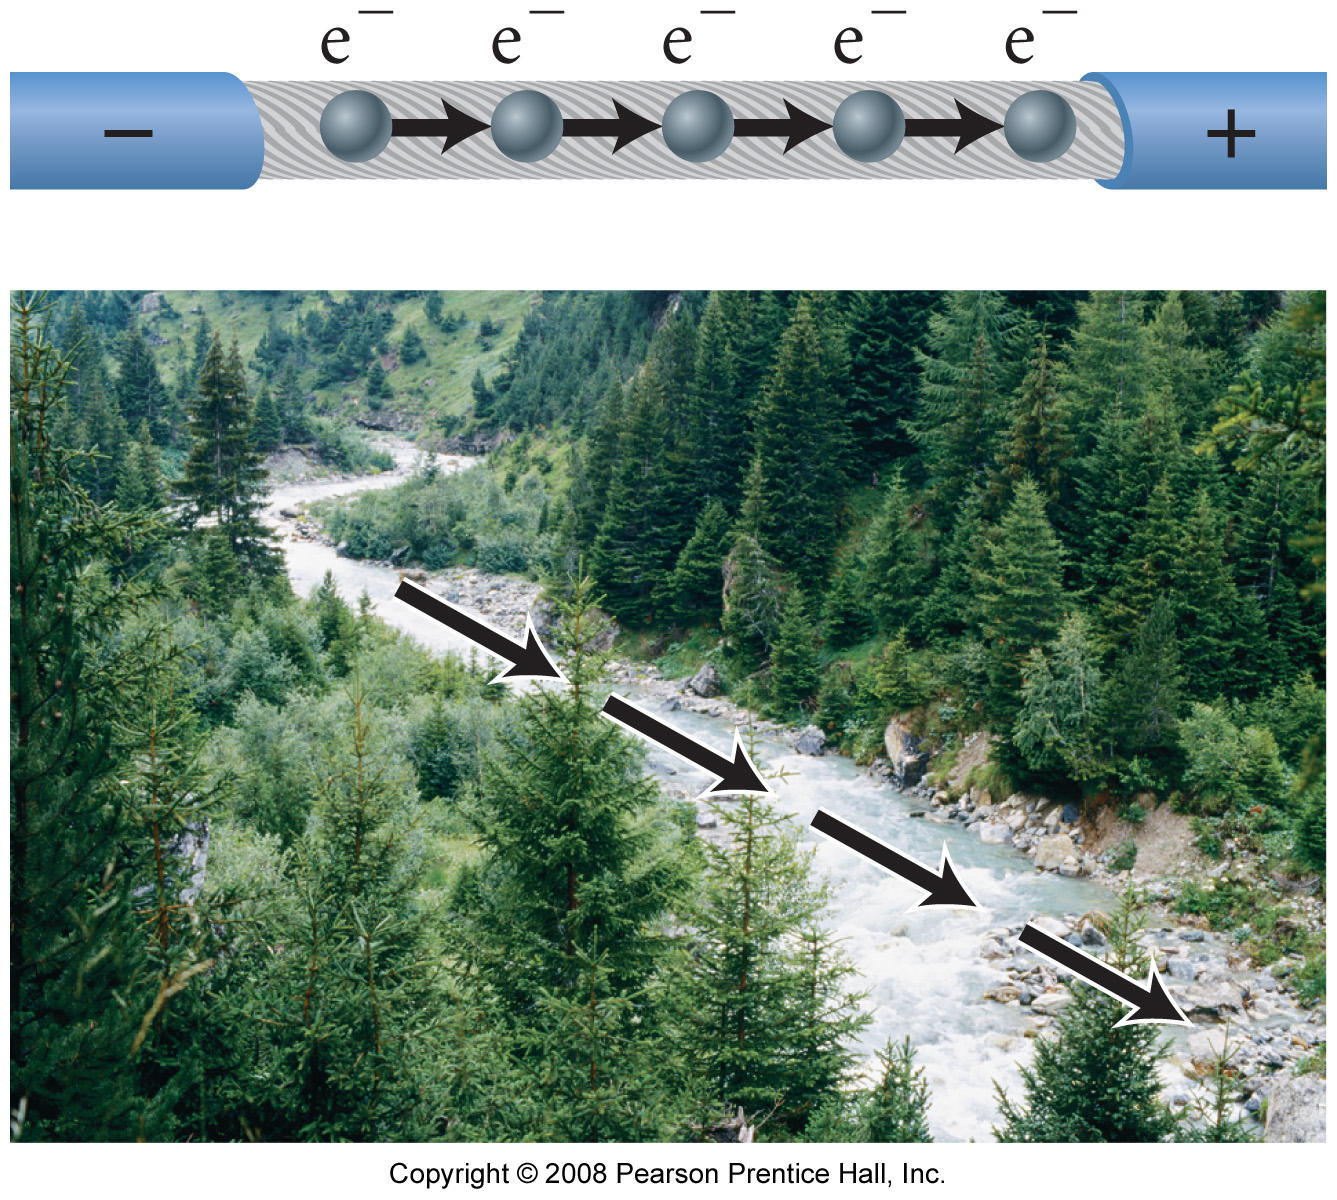 e⁻ e⁻ e⁻ e⁻ e⁻
− +
Copyright © 2008 Pearson Prentice Hall, Inc.